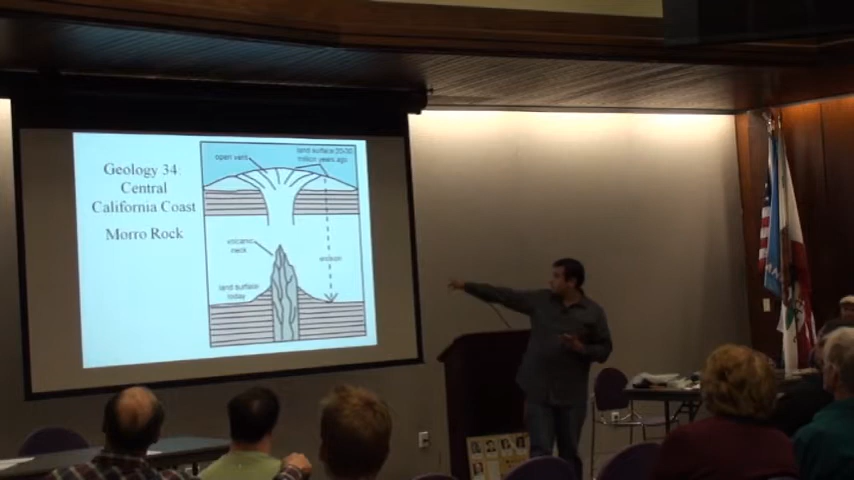 Geology 34
Central
California Coast
Morro Rock
open vent
land surface 20-30
million years ago
volcanic
neck
erosion
land surface
today